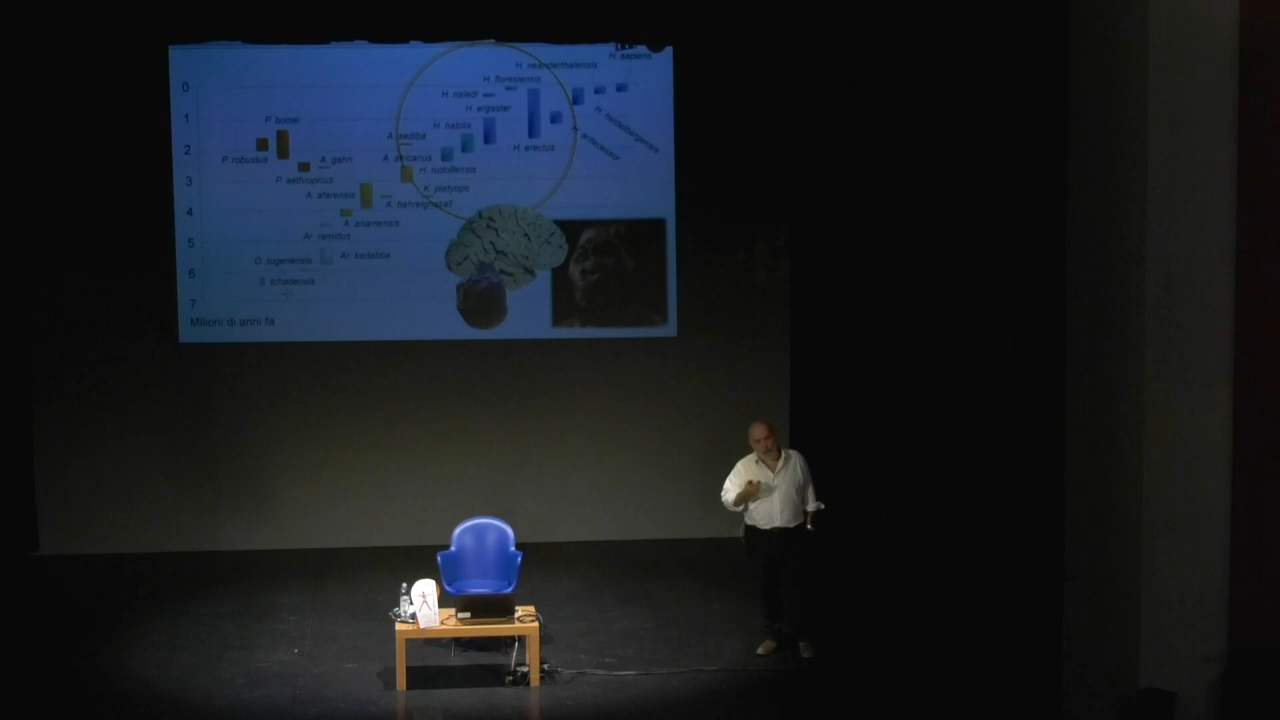 H. sapiens
H. neanderthalensis
H. floresiensis
0
H. naledi
H. ergaster
1
P. boisei
H. habilis
H. heidelbergensis
A. sediba
H. antecessor
2
H. erectus
P. robustus
A. garhi
A. africanus
H. rudolfensis
3
P. aethiopicus
K. platyops
A. afarensis
A. bahrelghazali
4
A. anamensis
Ar. ramidus
5
Ar. kadabba
O. tugenensis
6
S. tchadensis
7
Milioni di anni fa